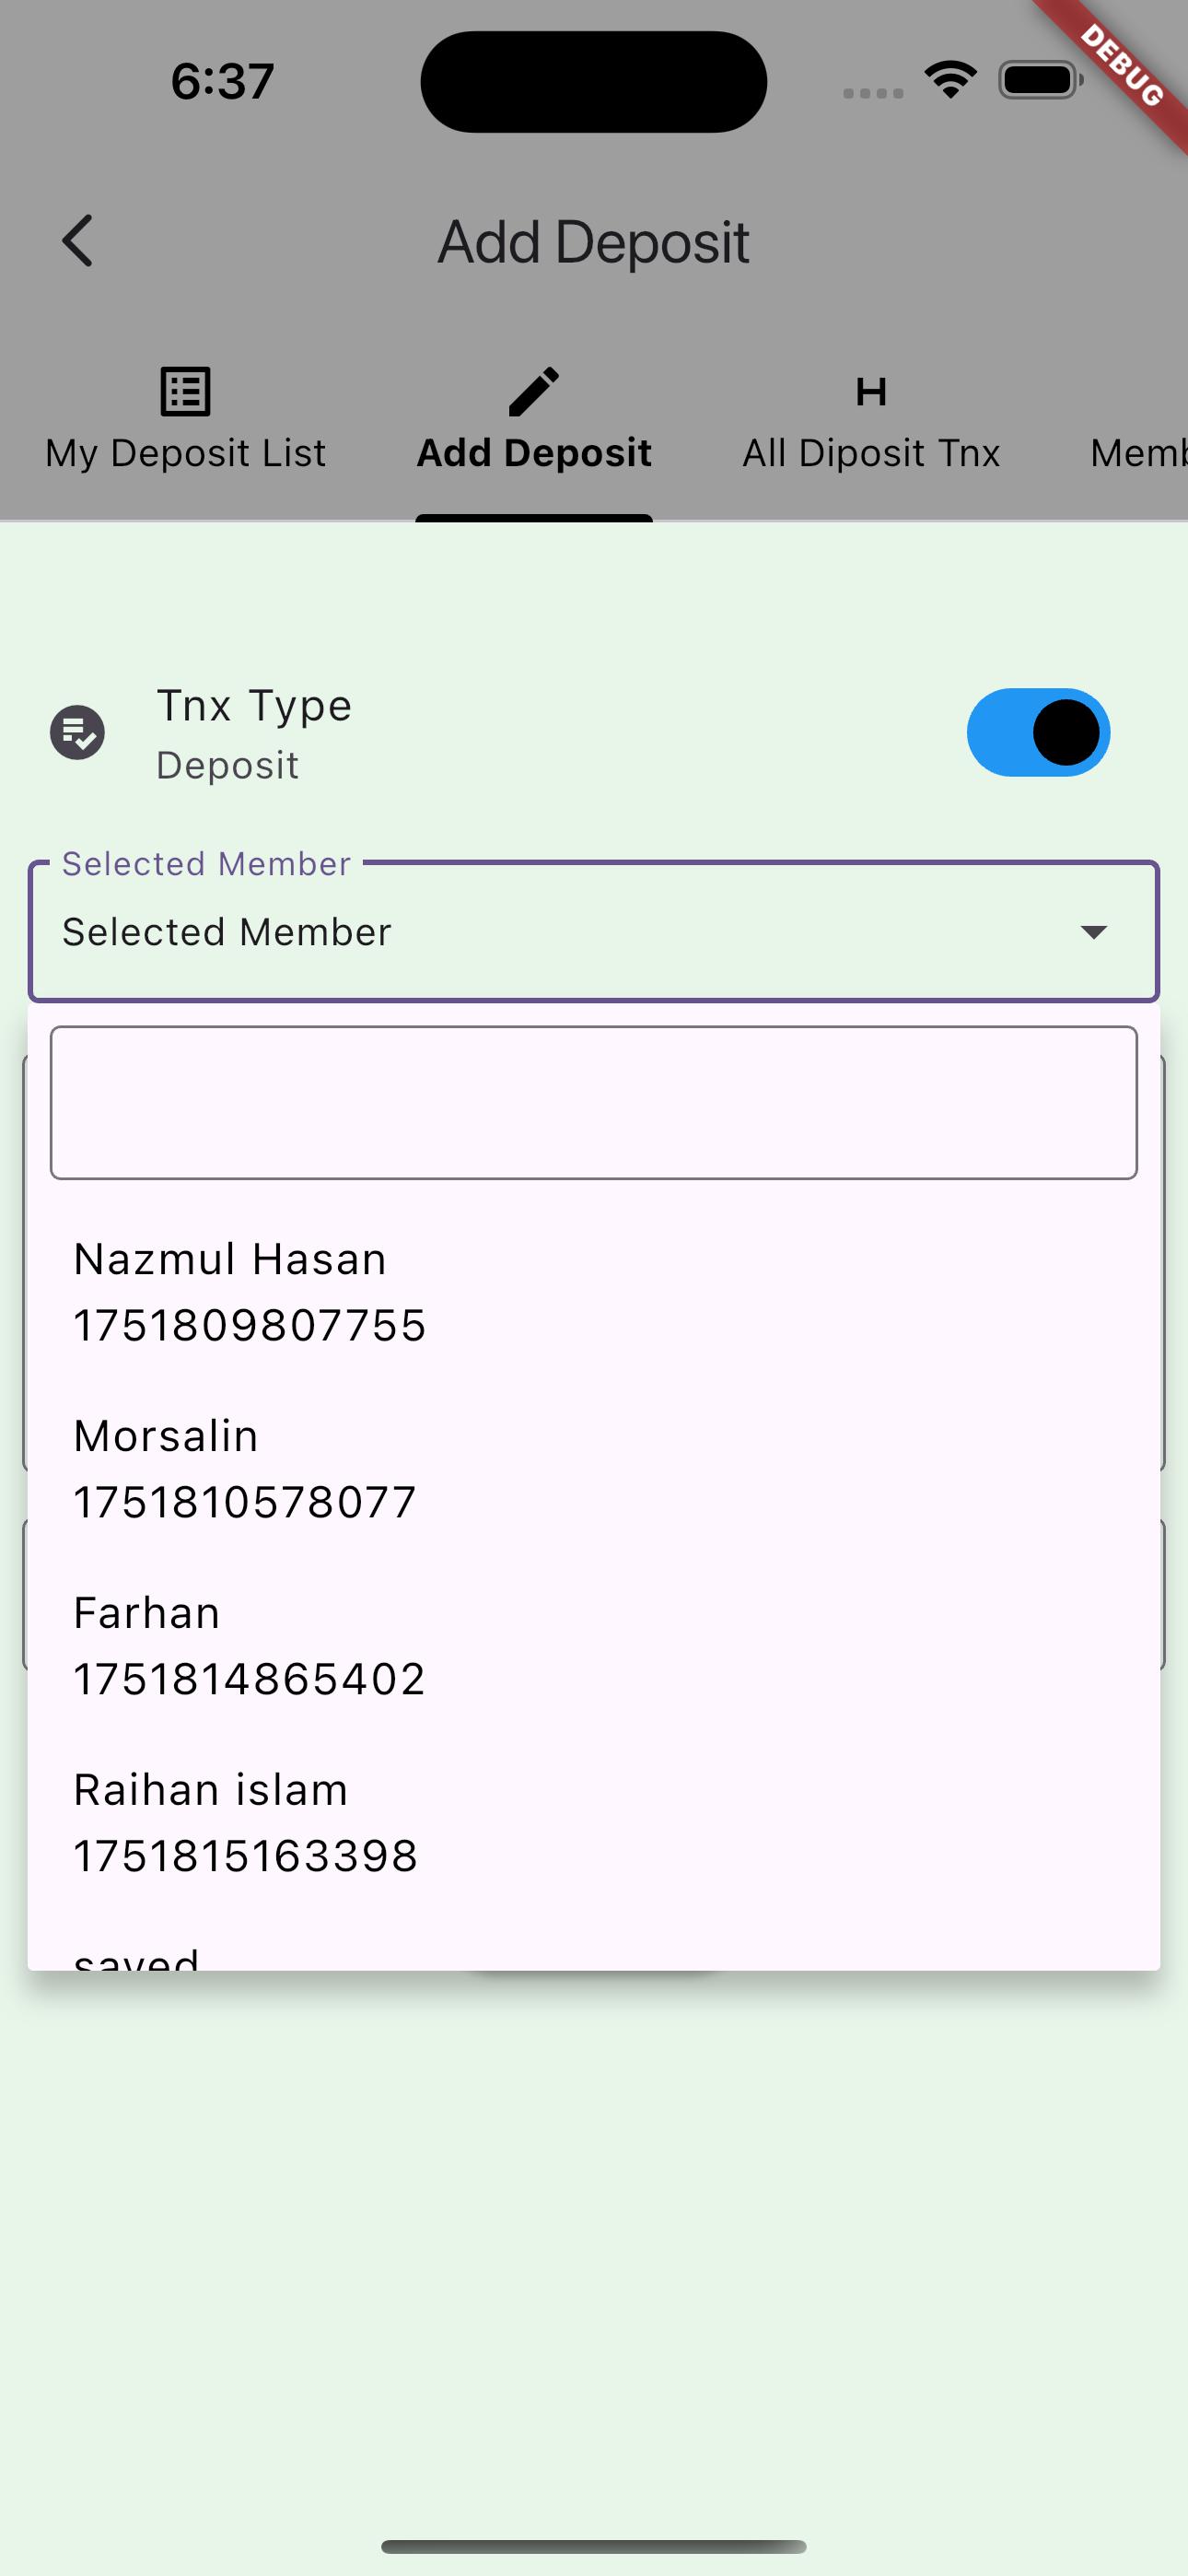 6:37
DEBUG
Add Deposit
My Deposit List
Add Deposit
H
All Diposit Tnx
Memb
Tnx Type
Deposit
Selected Member
Selected Member
Nazmul Hasan
1751809807755
Morsalin
1751810578077
Farhan
1751814865402
Raihan islam
1751815163398
sayed